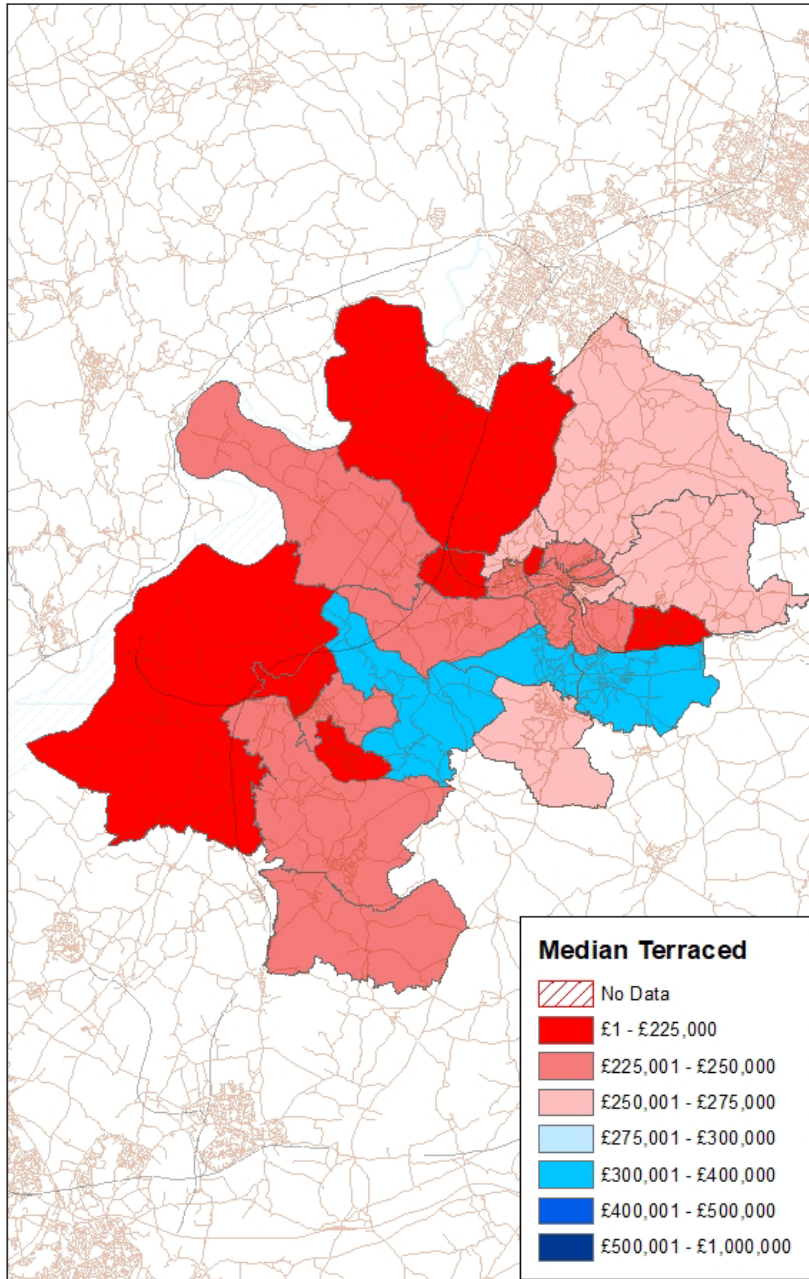 Median Terraced
No Data
£1 - £225,000
£225,001 - £250,000
£250,001 - £275,000
£275,001 - £300,000
£300,001 - £400,000
£400,001 - £500,000
£500,001 - £1,000,000